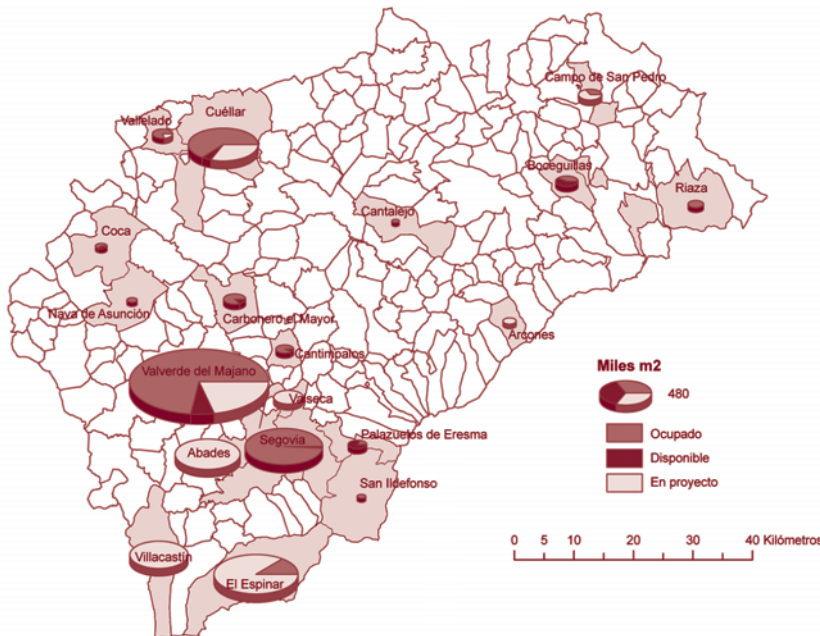 Campo de San Pedro
Cuéllar
Vallelado
Boceguillas
Riaza
Cantalejo
Coca
Nava de Asunción
Carbonero el Mayor
Arcones
Cantimpalos
Valverde del Majano
Valseca
Segovia
Palazuelos de Eresma
Abades
San Ildefonso
Villacastín
El Espinar
Miles m2
480
Ocupado
Disponible
En proyecto
0 5 10 20 30 40 Kilómetros